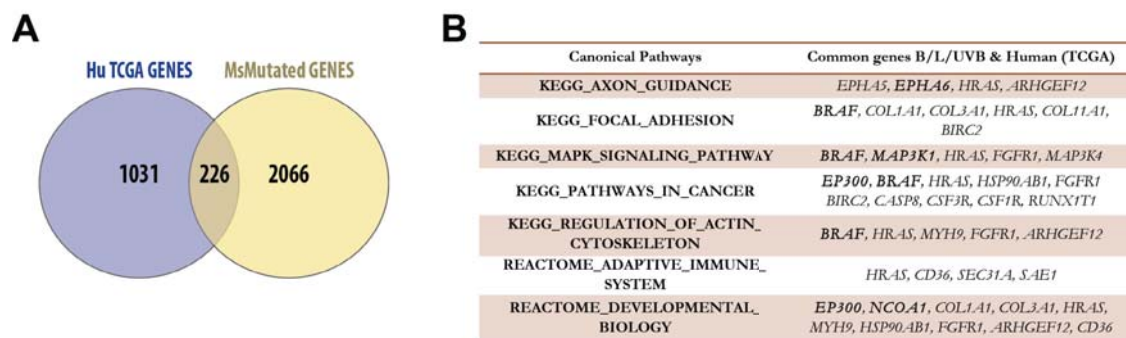 A
Hu TCGA GENES MsMutated GENES
1031 226 2066
B
Canonical Pathways Common genes B/L/UVB & Human (TCGA)
KEGG_AXON_GUIDANCE EPHA5, EPHA6, HRAS, ARHGEF12
KEGG_FOCAL_ADHESION BRAF, COL1A1, COL3A1, HRAS, COL11A1,
BIRC2
KEGG_MAPK_SIGNALING_PATHWAY BRAF, MAP3K1, HRAS, FGFR1, MAP3K4
KEGG_PATHWAYS_IN_CANCER EP300, BRAF, HRAS, HSP90AB1, FGFR1
BIRC2, CASP8, CSF3R, CSF1R, RUNX1T1
KEGG_REGULATION_OF_ACTIN_
CYTOSKELETON BRAF, HRAS, MYH9, FGFR1, ARHGEF12
REACTOME_ADAPTIVE_IMMUNE_
SYSTEM HRAS, CD36, SEC31A, SAE1
REACTOME_DEVELOPMENTAL_
BIOLOGY EP300, NCOA1, COL1A1, COL3A1, HRAS,
MYH9, HSP90AB1, FGFR1, ARHGEF12, CD36